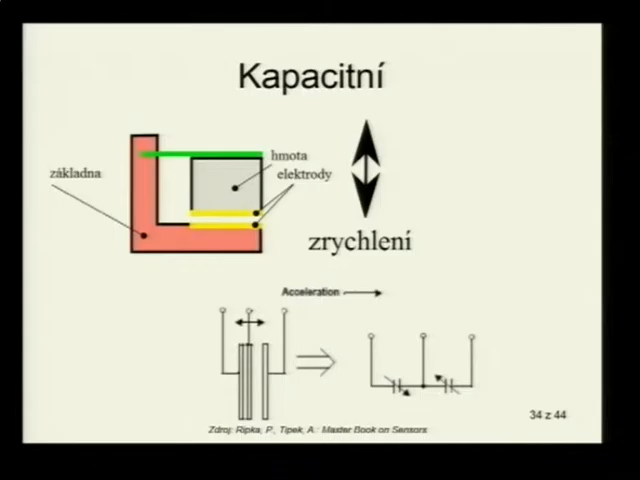 Kapacitní
hmota
základna
elektrody
zrychlení
Acceleration
34 z 44
Zdroj: Ripka, P., Tipek, A.: Master Book on Sensors